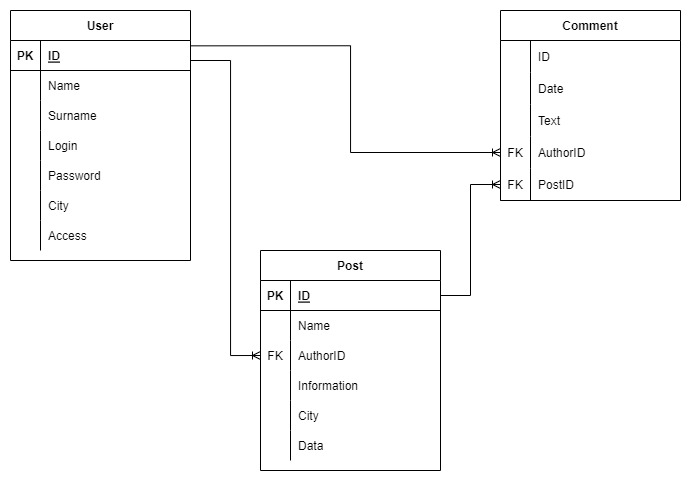 User
PK ID
Name
Surname
Login
Password
City
Access
Comment
ID
Date
Text
FK AuthorID
FK PostID
Post
PK ID
Name
FK AuthorID
Information
City
Data